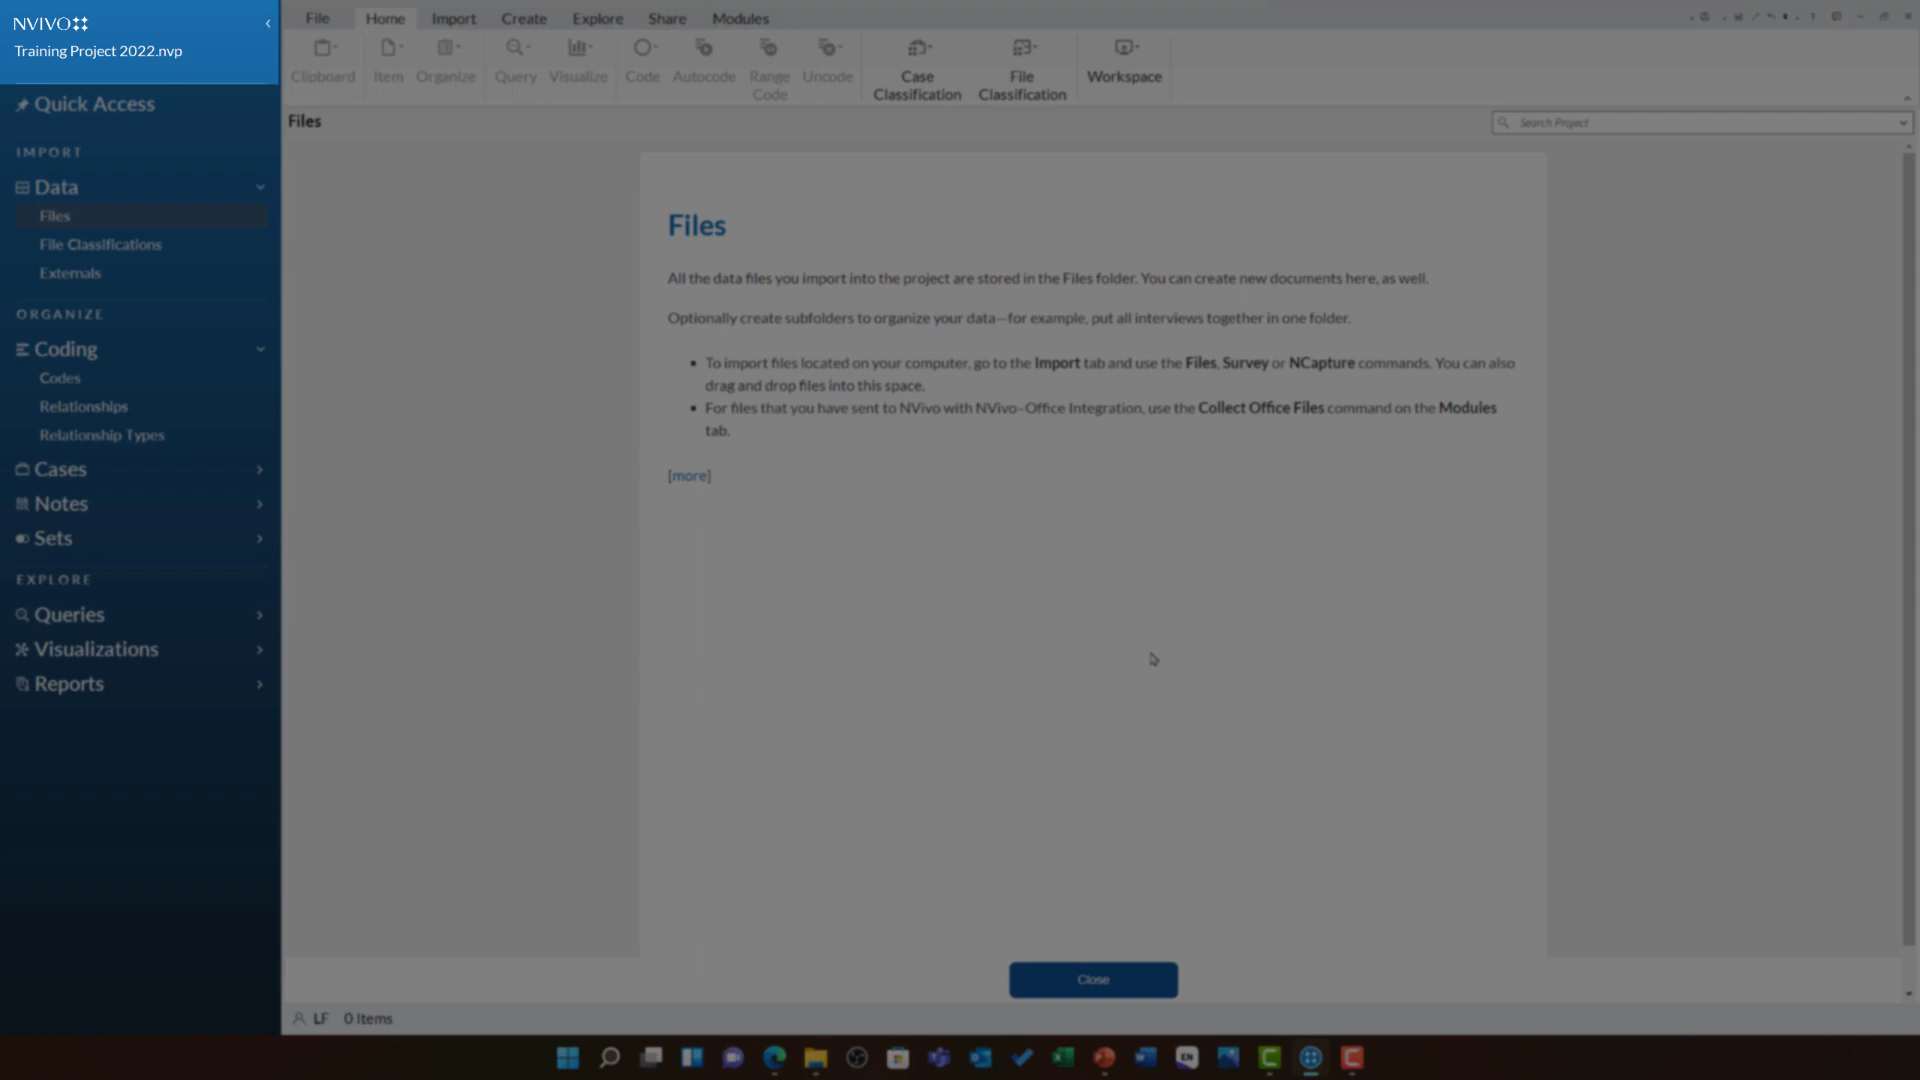 NVIVO
Training Project 2022.nvp
Quick Access
IMPORT
Data
Files
File Classifications
Externals
ORGANIZE
Coding
Codes
Relationships
Relationship Types
Cases
Notes
Sets
EXPLORE
Queries
Visualizations
Reports
File Home Import Create Explore Share Modules
Clipboard Item Organize Query Visualize Code Autocode Range Code Uncode Case Classification File Classification Workspace
Files
Search Project
Files
All the data files you import into the project are stored in the Files folder. You can create new documents here, as well.
Optionally create subfolders to organize your data—for example, put all interviews together in one folder.
• To import files located on your computer, go to the Import tab and use the Files, Survey or NCapture commands. You can also
drag and drop files into this space.
• For files that you have sent to NVivo with NVivo–Office Integration, use the Collect Office Files command on the Modules
tab.
[more]
Close
LF 0 Items
EN